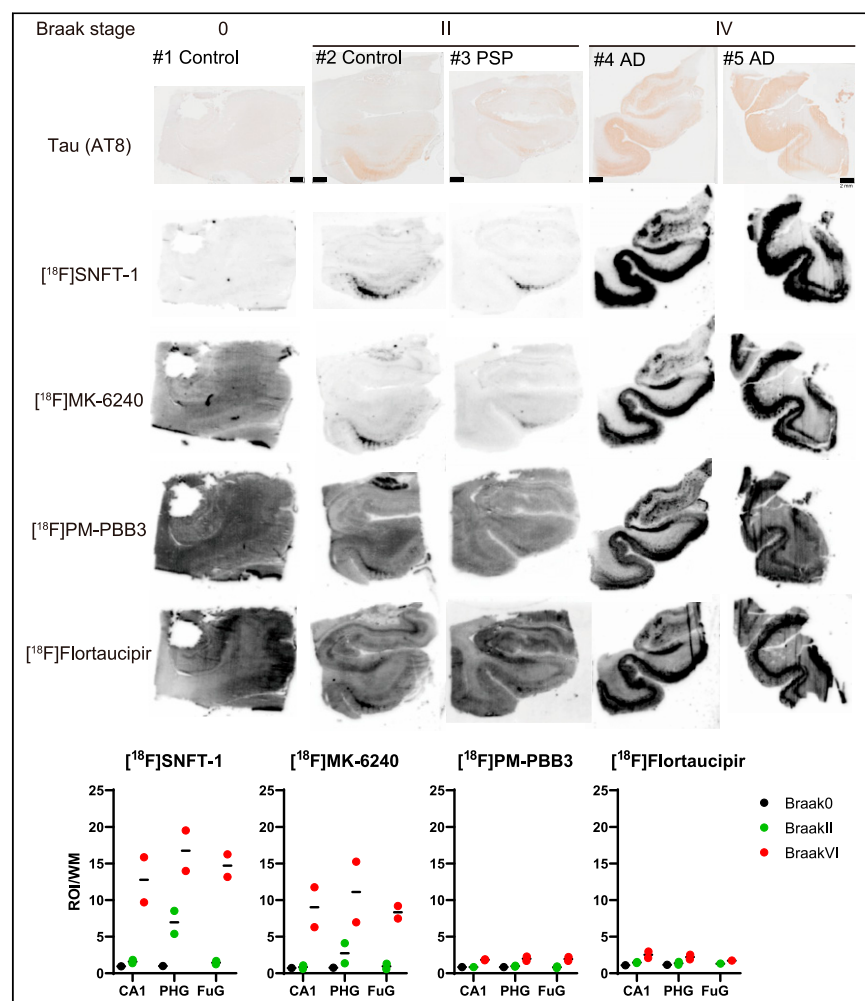 Braak stage 0 II IV
#1 Control #2 Control #3 PSP #4 AD #5 AD
Tau (AT8)
2 mm
[¹⁸F]SNFT-1
[¹⁸F]MK-6240
[¹⁸F]PM-PBB3
[¹⁸F]Flortaucipir
[¹⁸F]SNFT-1 [¹⁸F]MK-6240 [¹⁸F]PM-PBB3 [¹⁸F]Flortaucipir
ROI/WM
25 25 25 25
20 20 20 20
15 15 15 15
10 10 10 10
5 5 5 5
0 0 0 0
CA1 PHG FuG CA1 PHG FuG CA1 PHG FuG CA1 PHG FuG
Braak0
BraakII
BraakVI